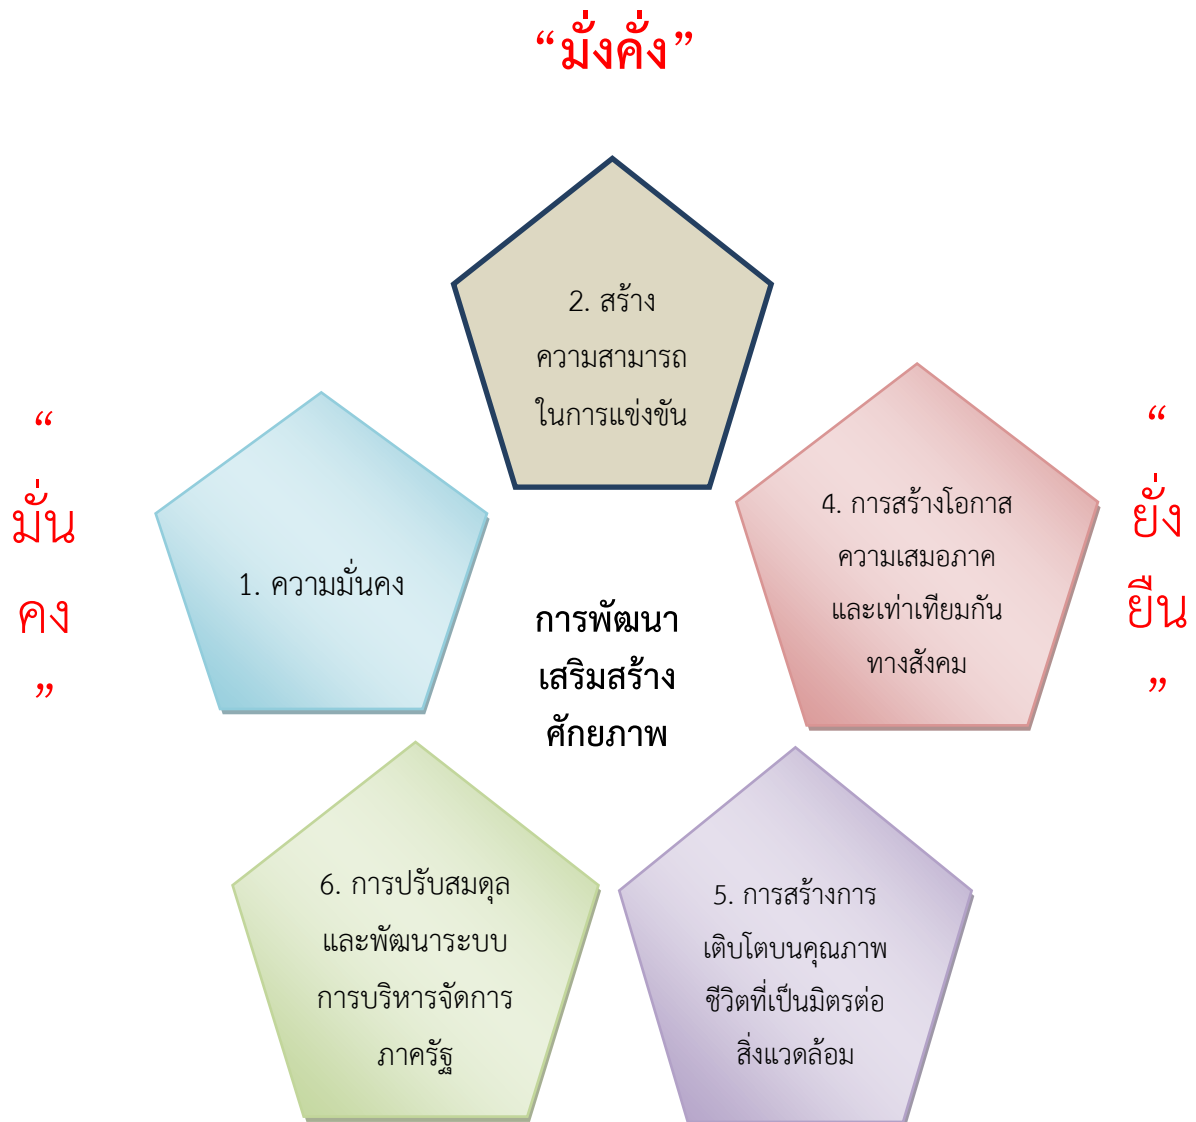 “มั่งคั่ง”
2. สร้าง
ความสามารถ
ในการแข่งขัน
“
มั่น
คง
”
1. ความมั่นคง
การพัฒนา
เสริมสร้าง
ศักยภาพ
4. การสร้างโอกาส
ความเสมอภาค
และเท่าเทียมกัน
ทางสังคม
“
ยั่ง
ยืน
”
6. การปรับสมดุล
และพัฒนาระบบ
การบริหารจัดการ
ภาครัฐ
5. การสร้างการ
เติบโตบนคุณภาพ
ชีวิตที่เป็นมิตรต่อ
สิ่งแวดล้อม